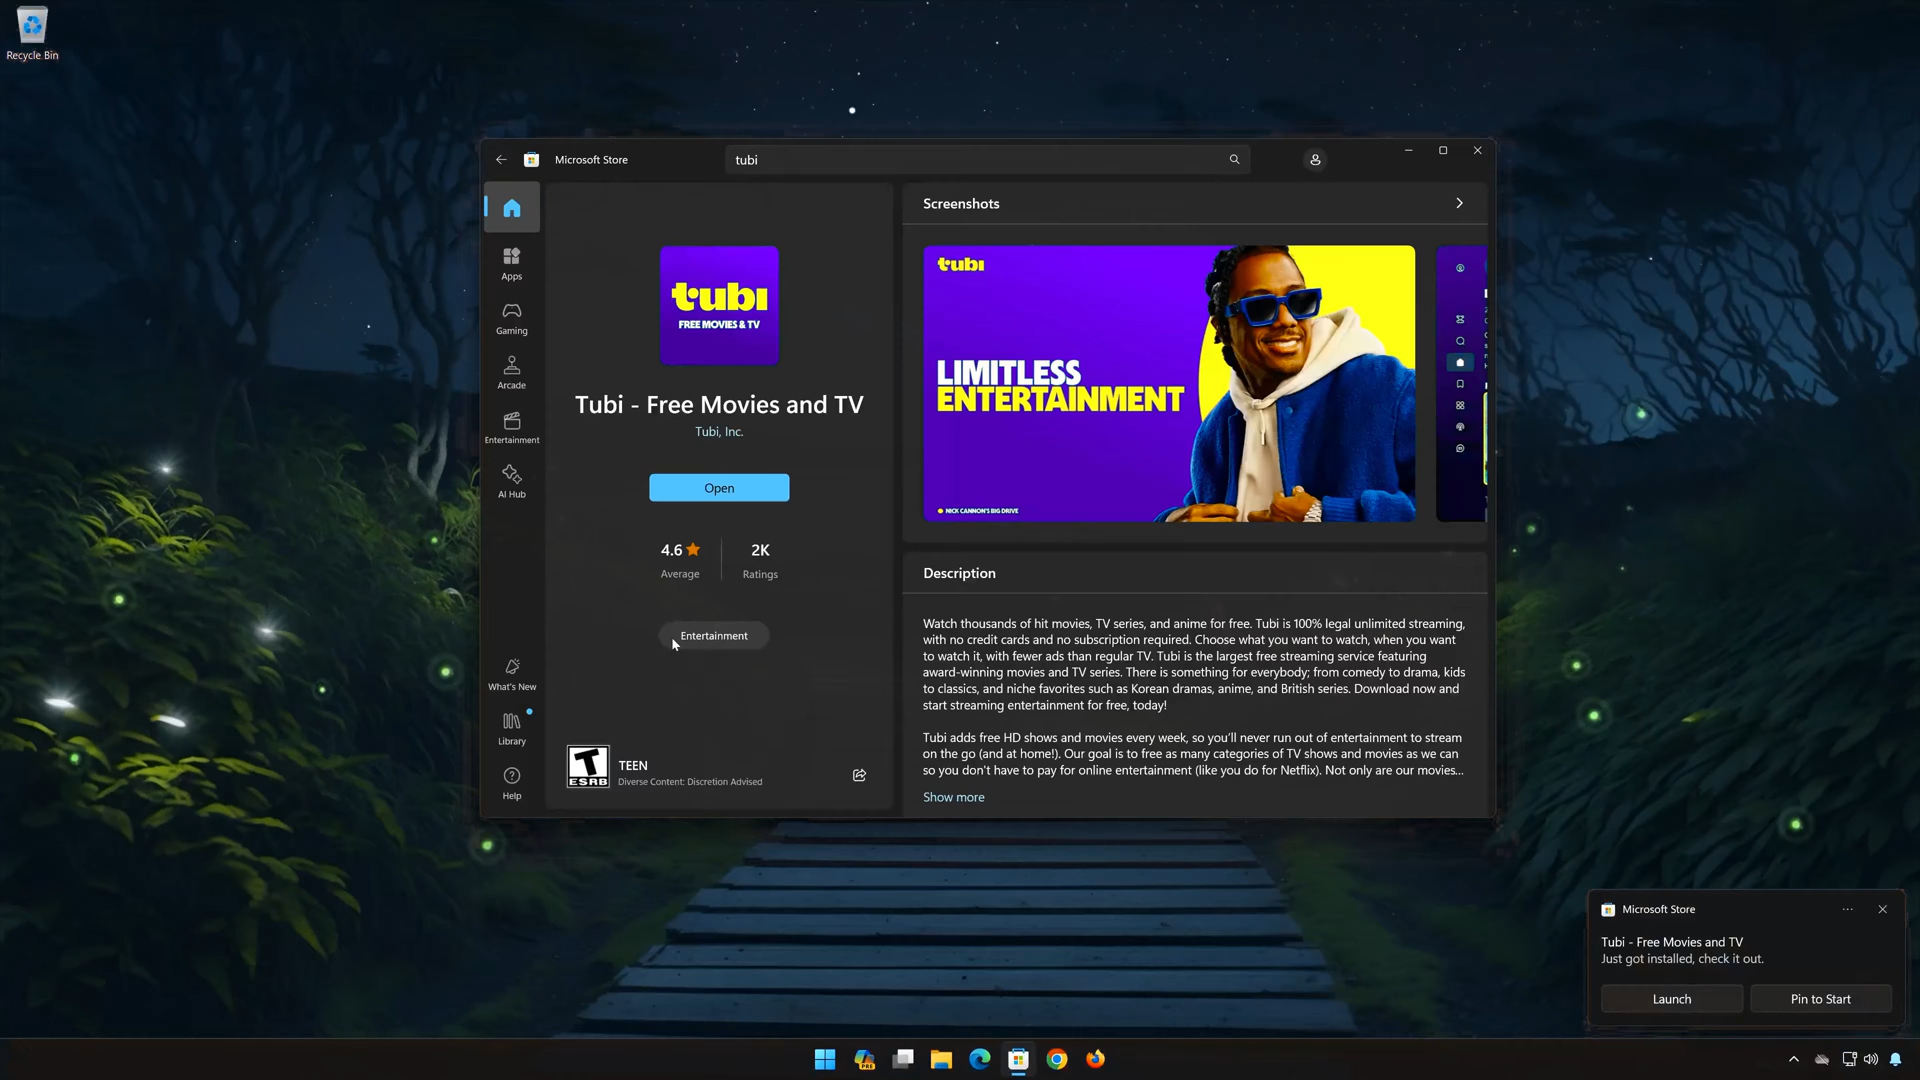 Recycle Bin
Microsoft Store
tubi
Apps
Gaming
Arcade
Entertainment
AI Hub
What's New
Library
Help
tubi
FREE MOVIES & TV
Tubi - Free Movies and TV
Tubi, Inc.
Open
4.6
Average
2K
Ratings
Entertainment
T
ESRB
TEEN
Diverse Content: Discretion Advised
Screenshots
tubi
LIMITLESS
ENTERTAINMENT
NICK CANNON'S BIG DRIVE
Description
Watch thousands of hit movies, TV series, and anime for free. Tubi is 100% legal unlimited streaming,
with no credit cards and no subscription required. Choose what you want to watch, when you want
to watch it, with fewer ads than regular TV. Tubi is the largest free streaming service featuring
award-winning movies and TV series. There is something for everybody; from comedy to drama, kids
to classics, and niche favorites such as Korean dramas, anime, and British series. Download now and
start streaming entertainment for free, today!
Tubi adds free HD shows and movies every week, so you'll never run out of entertainment to stream
on the go (and at home!). Our goal is to free as many categories of TV shows and movies as we can
so you don't have to pay for online entertainment (like you do for Netflix). Not only are our movies...
Show more
Microsoft Store
Tubi - Free Movies and TV
Just got installed, check it out.
Launch
Pin to Start
PRE